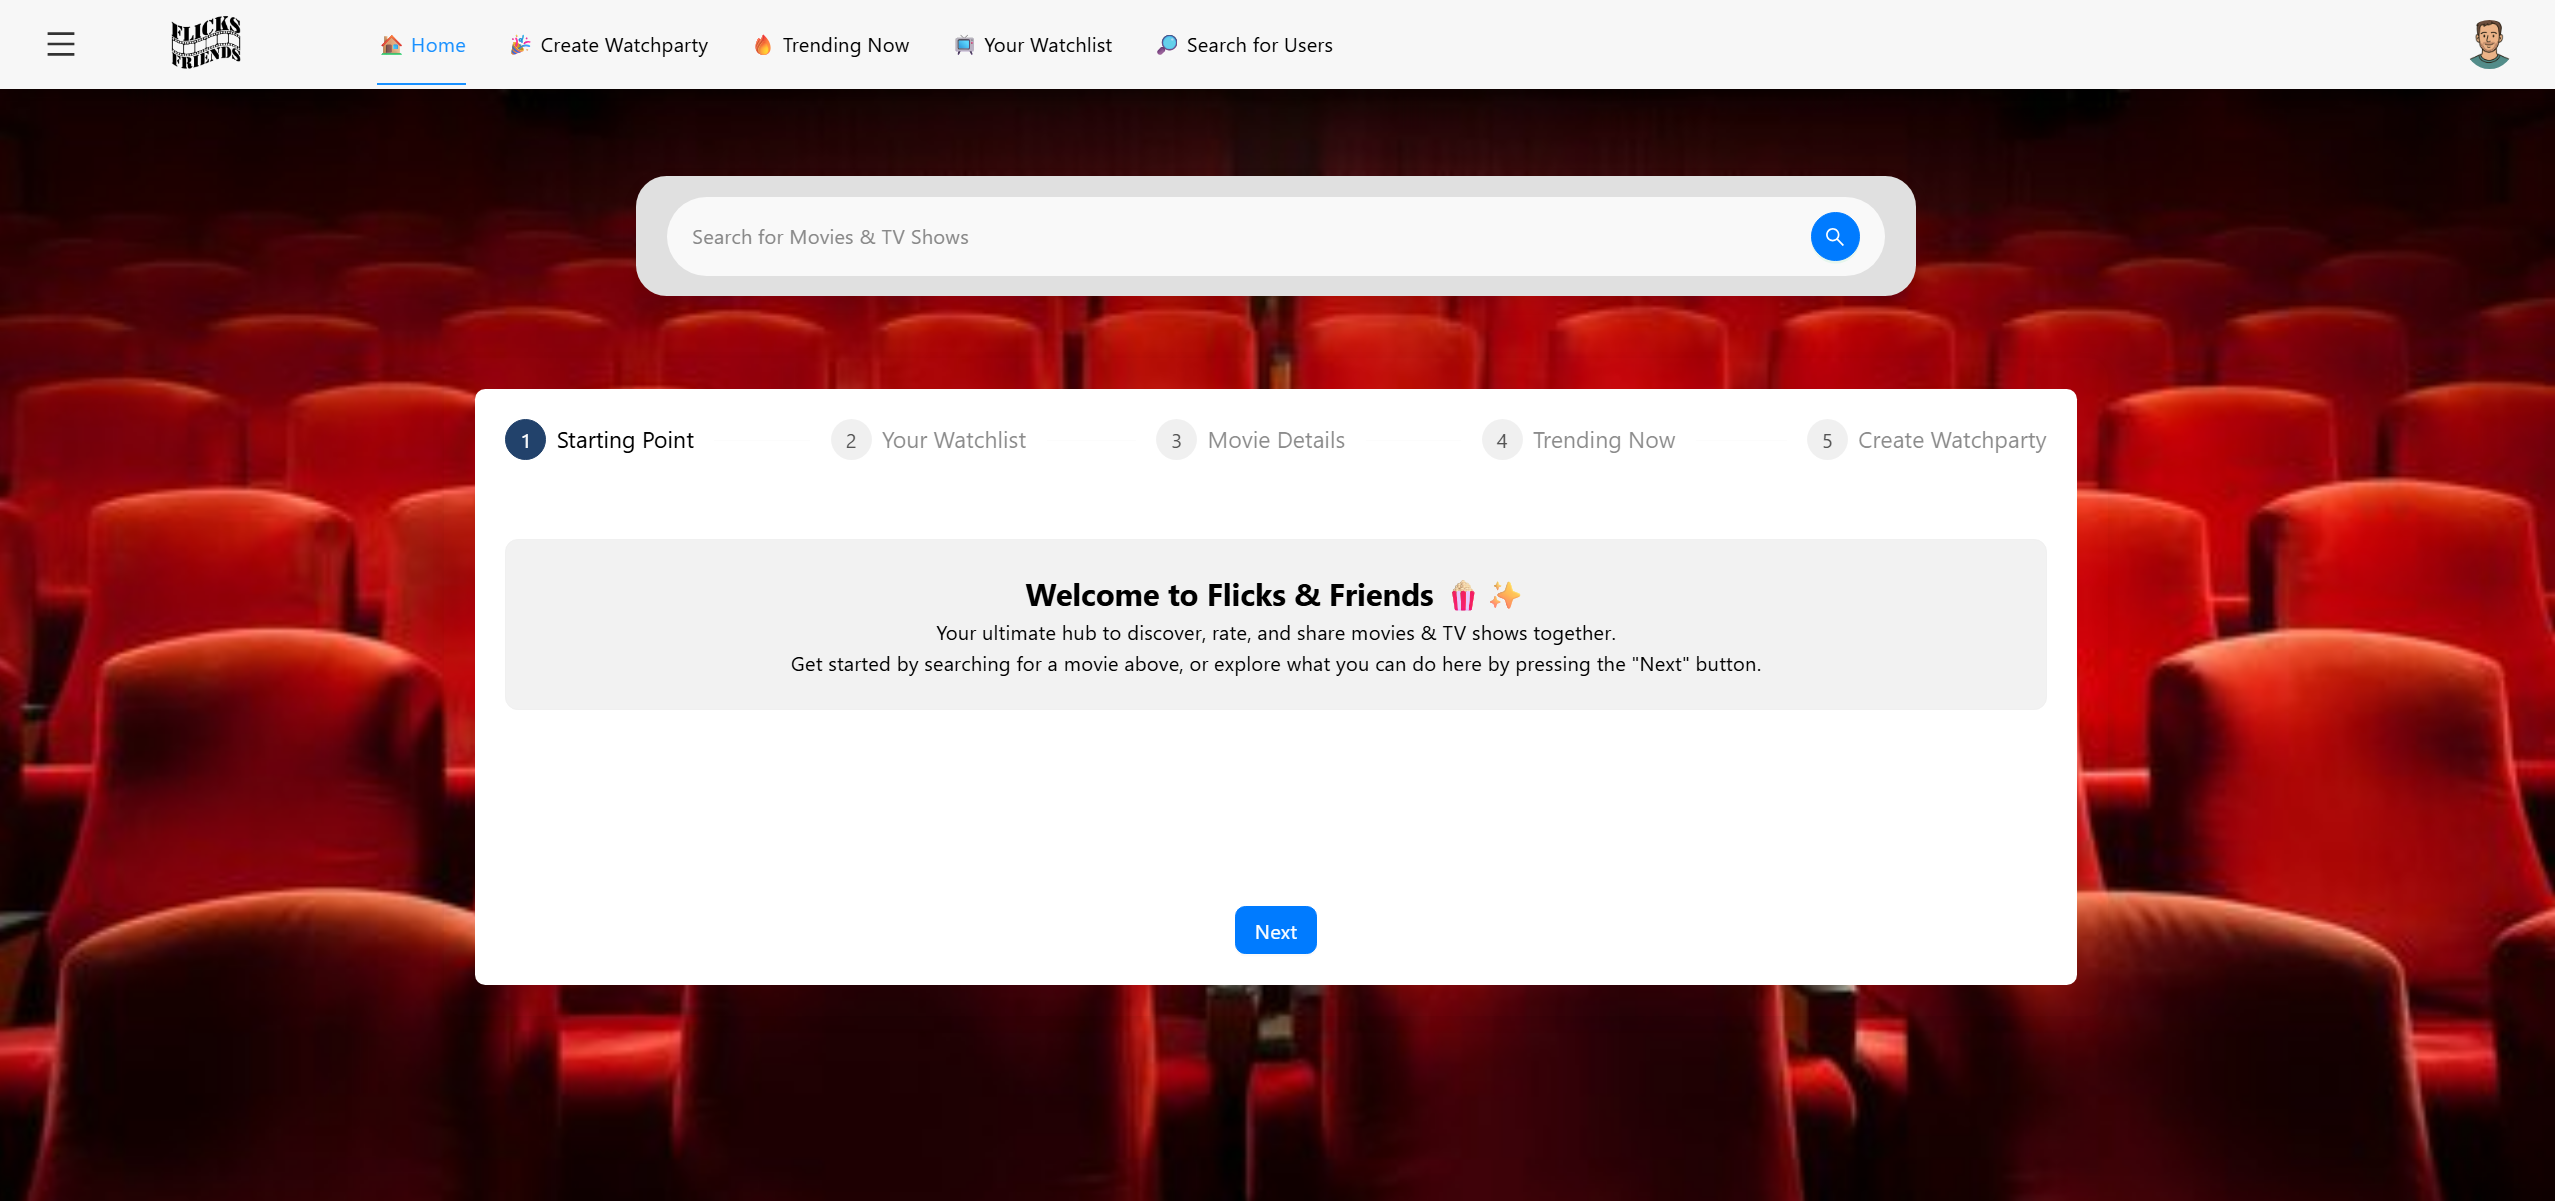 FLICKS
FRIENDS
Home
Create Watchparty
Trending Now
Your Watchlist
Search for Users
Search for Movies & TV Shows
1 Starting Point
2 Your Watchlist
3 Movie Details
4 Trending Now
5 Create Watchparty
Welcome to Flicks & Friends 🍿 ✨
Your ultimate hub to discover, rate, and share movies & TV shows together.
Get started by searching for a movie above, or explore what you can do here by pressing the "Next" button.
Next